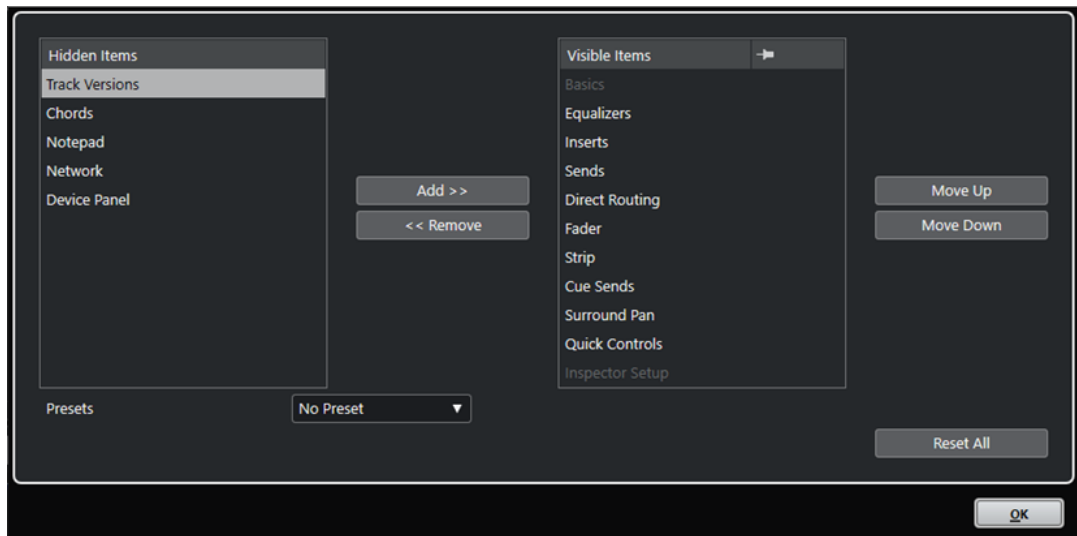 Hidden Items
Track Versions
Chords
Notepad
Network
Device Panel
Add >>
<< Remove
Visible Items
Basics
Equalizers
Inserts
Sends
Direct Routing
Fader
Strip
Cue Sends
Surround Pan
Quick Controls
Inspector Setup
Move Up
Move Down
Presets
No Preset
Reset All
OK